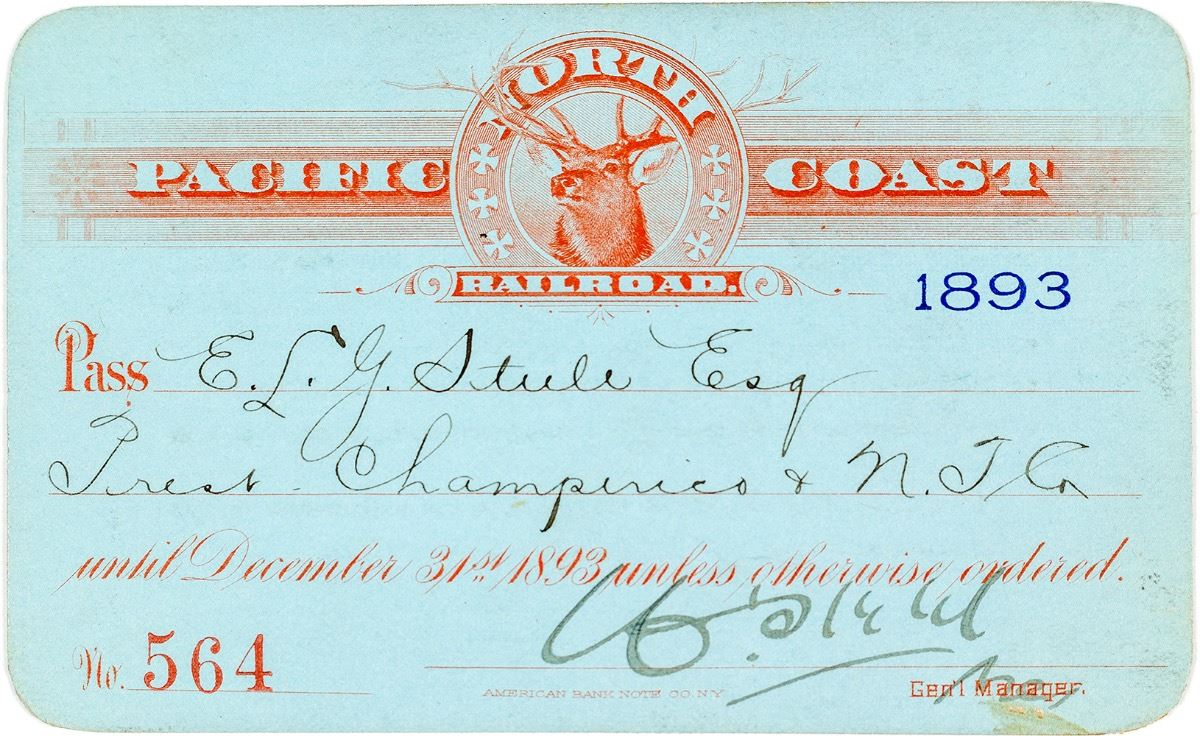 NORTH
PACIFIC COAST
RAILROAD.
1893
Pass E. L. G. Steele Esq
Prest. Champerico & N. T Co
until December 31st 1893 unless otherwise ordered.
No. 564
AMERICAN BANK NOTE CO. N.Y.
Gen'l Manager.